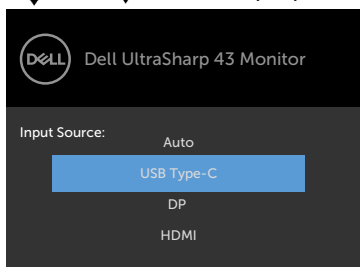 DELL
Dell UltraSharp 43 Monitor
Input Source:
Auto
USB Type-C
DP
HDMI